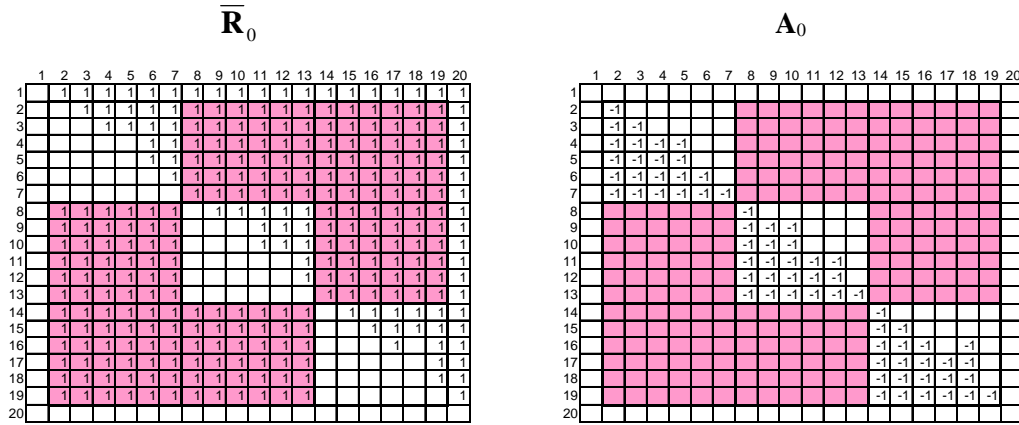 R̄₀ A₀
1 2 3 4 5 6 7 8 9 10 11 12 13 14 15 16 17 18 19 20 1 2 3 4 5 6 7 8 9 10 11 12 13 14 15 16 17 18 19 20
1 1 1 1 1 1 1 1 1 1 1 1 1 1 1 1 1 1 1 1 1
2 1 1 1 1 1 1 1 1 1 1 1 1 1 1 1 1 1 1 2 -1
3 1 1 1 1 1 1 1 1 1 1 1 1 1 1 1 1 1 3 -1 -1
4 1 1 1 1 1 1 1 1 1 1 1 1 1 1 1 4 -1 -1 -1 -1
5 1 1 1 1 1 1 1 1 1 1 1 1 1 1 1 5 -1 -1 -1 -1
6 1 1 1 1 1 1 1 1 1 1 1 1 1 1 6 -1 -1 -1 -1 -1
7 1 1 1 1 1 1 1 1 1 1 1 1 1 7 -1 -1 -1 -1 -1 -1
8 1 1 1 1 1 1 1 1 1 1 1 1 1 1 1 1 1 1 8 -1
9 1 1 1 1 1 1 1 1 1 1 1 1 1 1 1 1 9 -1 -1 -1
10 1 1 1 1 1 1 1 1 1 1 1 1 1 1 1 1 10 -1 -1 -1
11 1 1 1 1 1 1 1 1 1 1 1 1 1 1 11 -1 -1 -1 -1 -1
12 1 1 1 1 1 1 1 1 1 1 1 1 1 1 12 -1 -1 -1 -1 -1
13 1 1 1 1 1 1 1 1 1 1 1 1 1 13 -1 -1 -1 -1 -1 -1
14 1 1 1 1 1 1 1 1 1 1 1 1 1 1 1 1 1 1 14 -1
15 1 1 1 1 1 1 1 1 1 1 1 1 1 1 1 1 1 15 -1 -1
16 1 1 1 1 1 1 1 1 1 1 1 1 1 1 1 16 -1 -1 -1 -1
17 1 1 1 1 1 1 1 1 1 1 1 1 1 1 17 -1 -1 -1 -1 -1
18 1 1 1 1 1 1 1 1 1 1 1 1 1 1 18 -1 -1 -1 -1 -1
19 1 1 1 1 1 1 1 1 1 1 1 1 1 19 -1 -1 -1 -1 -1 -1
20 20